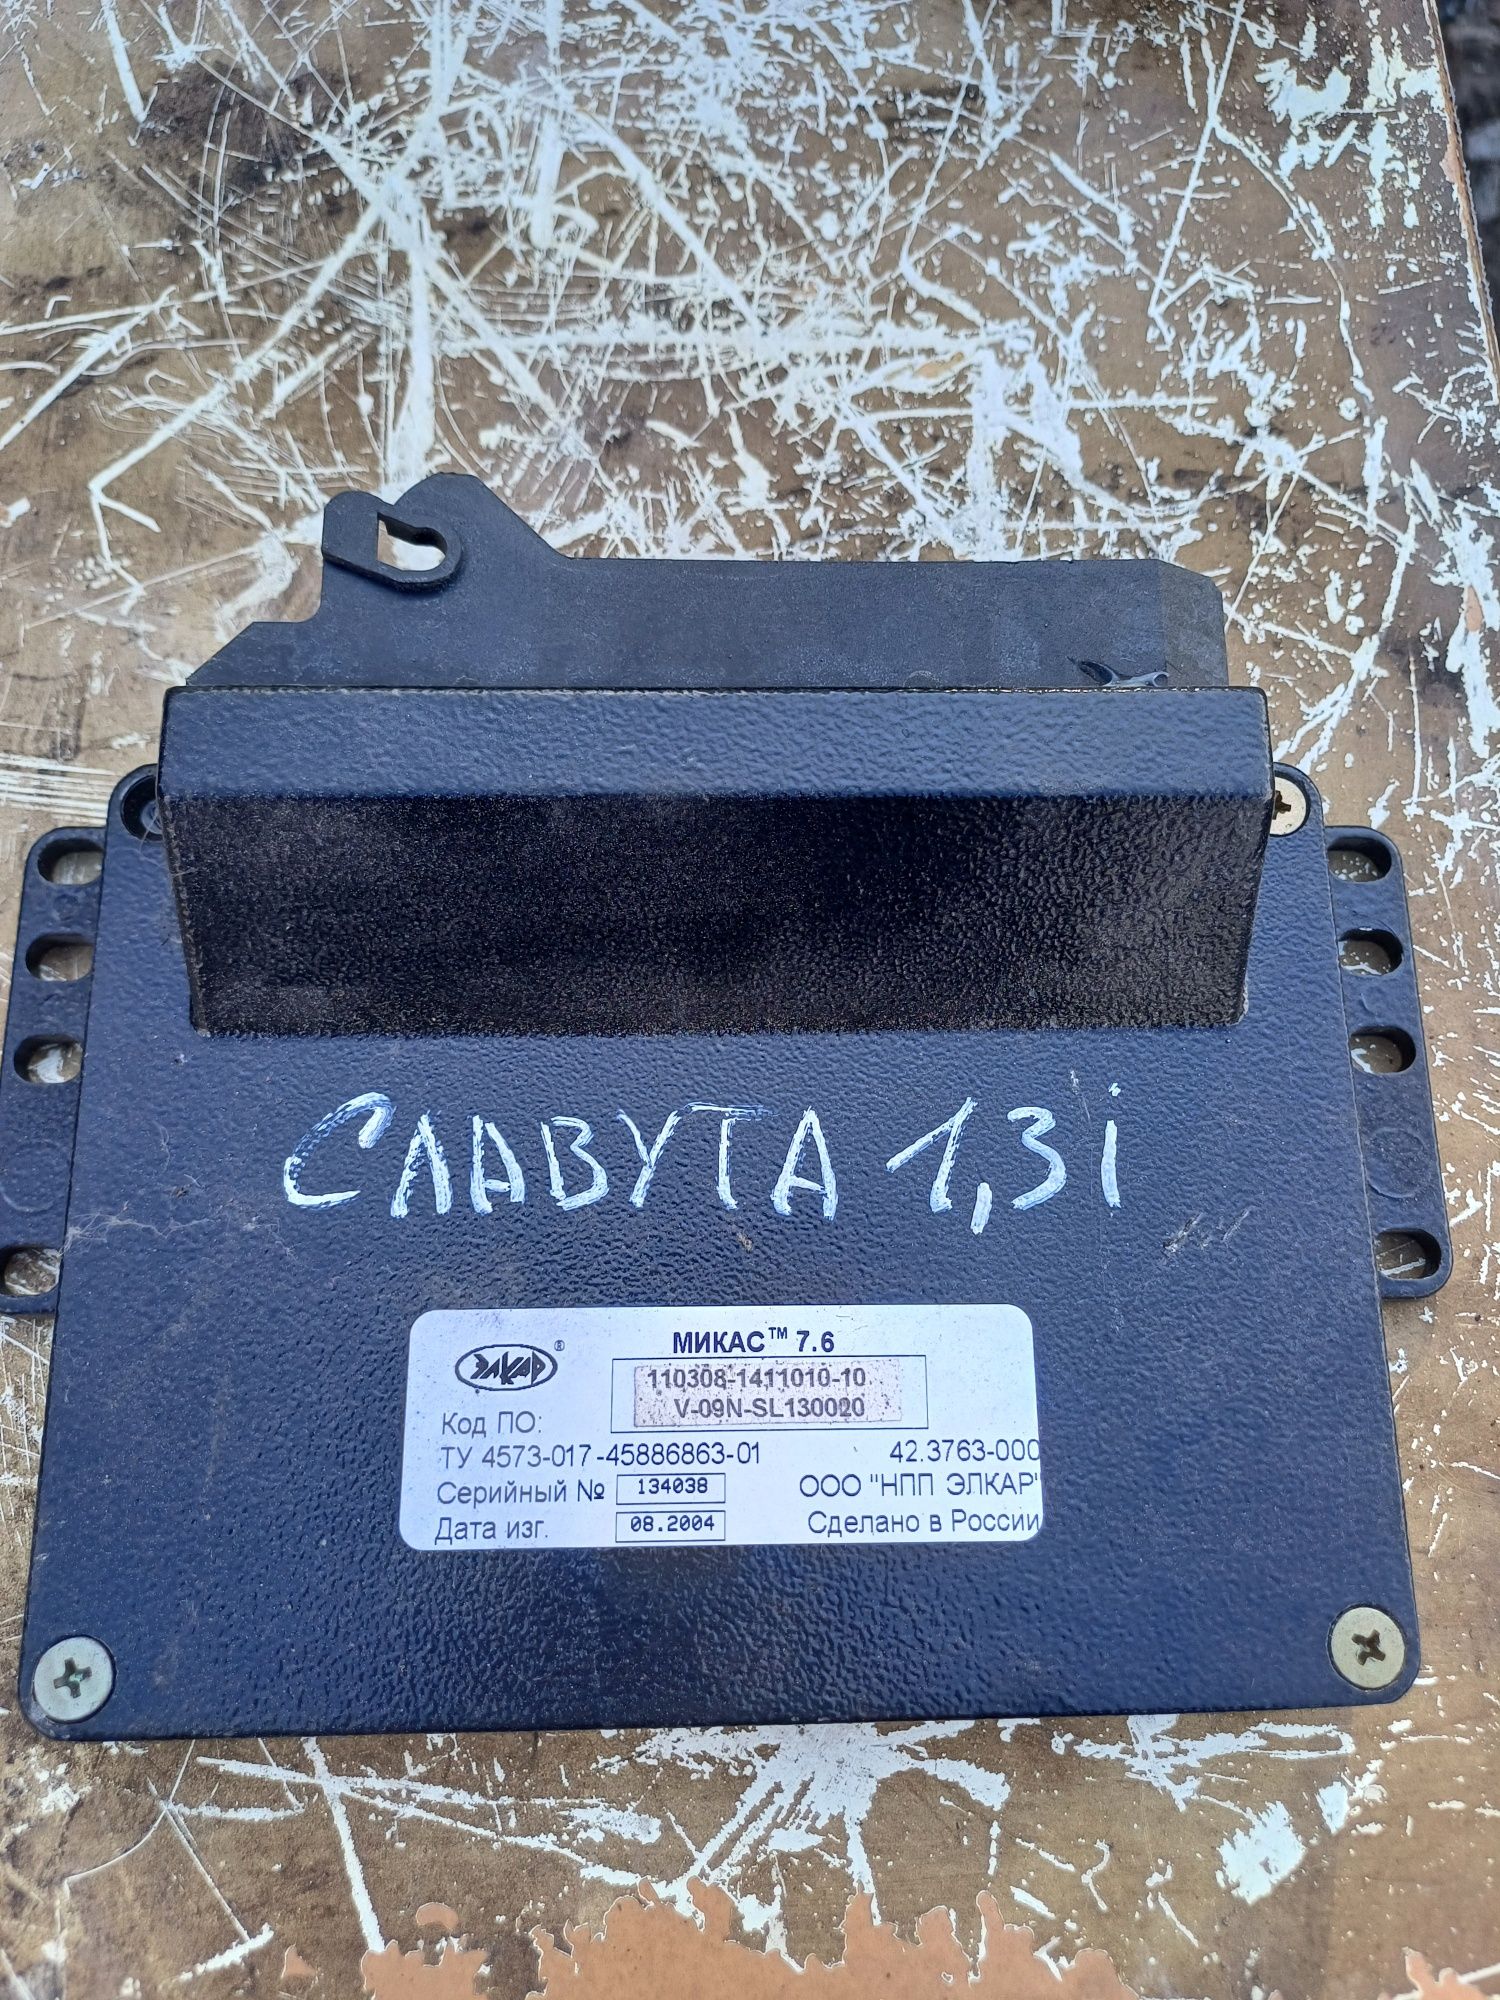 СЛАВУТА 1,3i
ЭЛКАР®
МИКАС™ 7.6
110308-1411010-10
V-09N-SL130020
Код ПО:
ТУ 4573-017-45886863-01 42.3763-000
Серийный № 134038 ООО "НПП ЭЛКАР"
Дата изг. 08.2004 Сделано в России